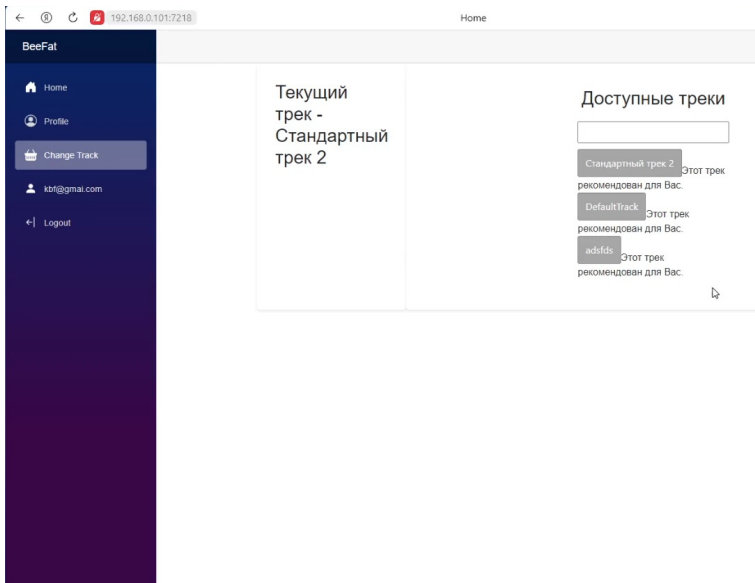 192.168.0.101:7218
Home
BeeFat
Home
Profile
Change Track
kbf@gmai.com
Logout
Текущий
трек -
Стандартный
трек 2
Доступные треки
Стандартный трек 2 Этот трек
рекомендован для Вас.
DefaultTrack Этот трек
рекомендован для Вас.
adsfds Этот трек
рекомендован для Вас.